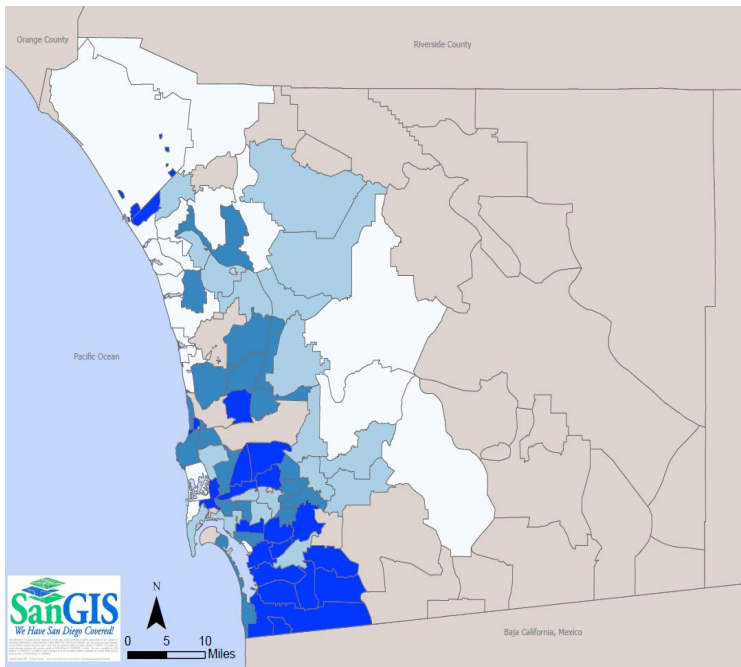 Orange County
Riverside County
Pacific Ocean
SanGIS
We Have San Diego Covered!
N
0 5 10
Miles
Baja California, Mexico